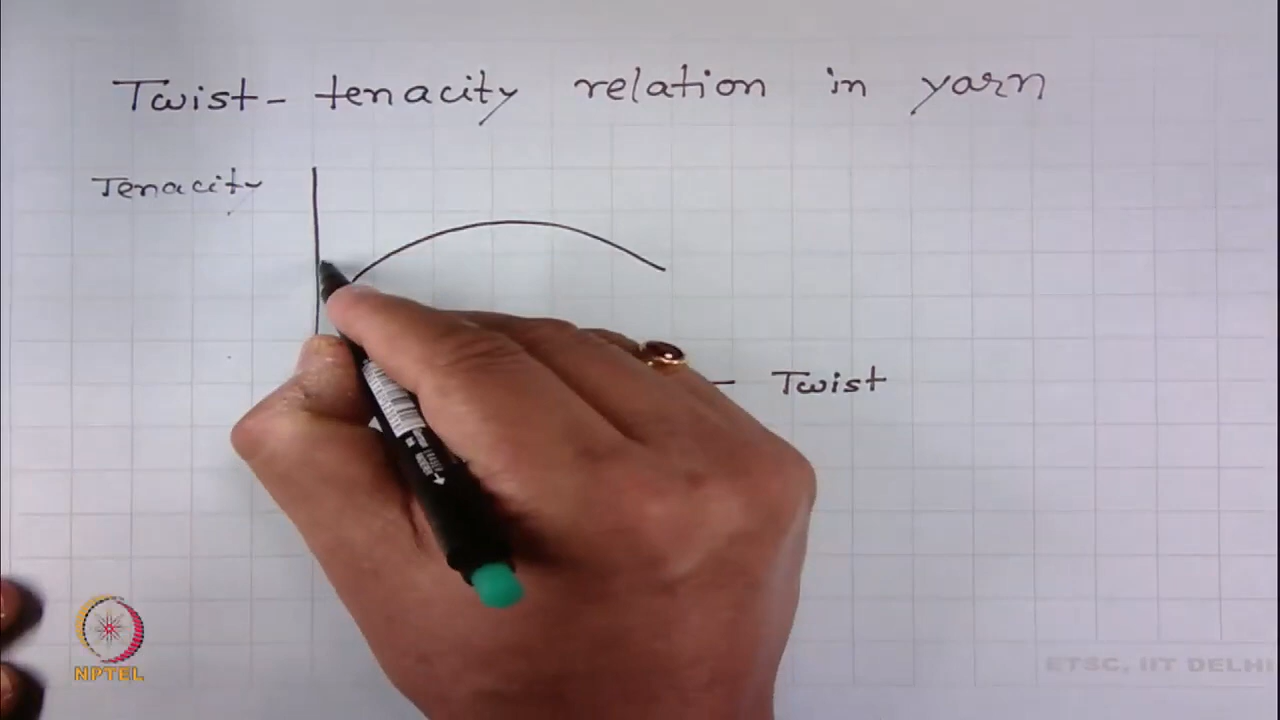 Twist- tenacity relation in yarn
Tenacity
Twist
NPTEL
ETSC, IIT DELHI